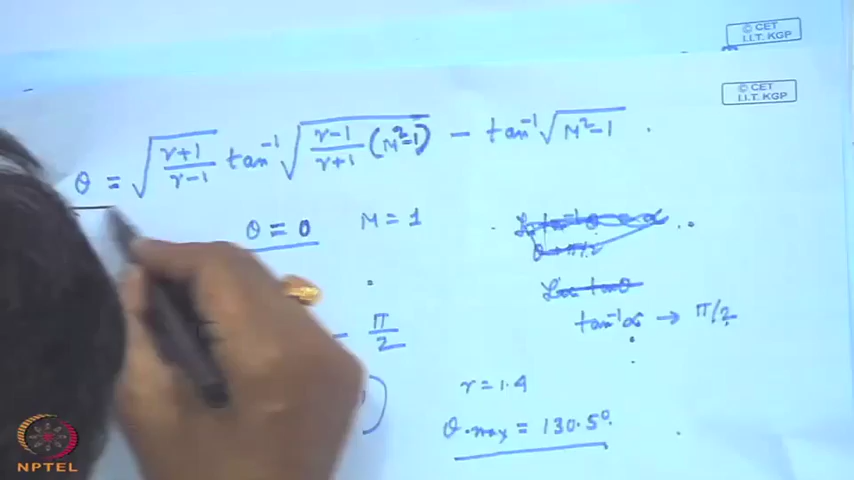 © CET
I.I.T. KGP
© CET
I.I.T. KGP
θ = √((γ+1)/(γ-1)) tan⁻¹ √((γ-1)/(γ+1) (M²-1)) - tan⁻¹ √(M²-1) .
θ = 0 M = 1
tan⁻¹ ∝ → π/2
- π/2
γ = 1.4
)
θ.max = 130.5°
NPTEL